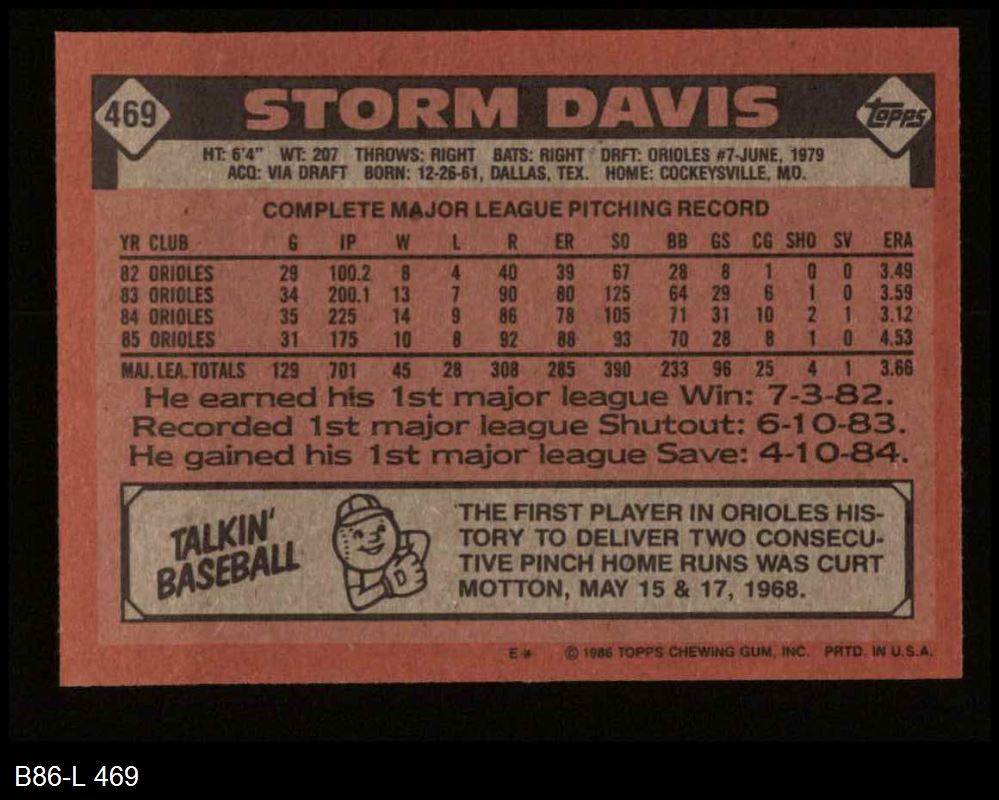 469 STORM DAVIS Topps
HT: 6'4" WT: 207 THROWS: RIGHT BATS: RIGHT DRFT: ORIOLES #7-JUNE, 1979
ACQ: VIA DRAFT BORN: 12-26-61, DALLAS, TEX. HOME: COCKEYSVILLE, MD.
COMPLETE MAJOR LEAGUE PITCHING RECORD
YR CLUB G IP W L R ER SO BB GS CG SHO SV ERA
82 ORIOLES 29 100.2 8 4 40 39 67 28 8 1 0 0 3.49
83 ORIOLES 34 200.1 13 7 90 80 125 64 29 6 1 0 3.59
84 ORIOLES 35 225 14 9 86 78 105 71 31 10 2 1 3.12
85 ORIOLES 31 175 10 8 92 88 93 70 28 8 1 0 4.53
MAJ. LEA. TOTALS 129 701 45 28 308 285 390 233 96 25 4 1 3.66
He earned his 1st major league Win: 7-3-82.
Recorded 1st major league Shutout: 6-10-83.
He gained his 1st major league Save: 4-10-84.
TALKIN'
BASEBALL
THE FIRST PLAYER IN ORIOLES HIS-
TORY TO DELIVER TWO CONSECU-
TIVE PINCH HOME RUNS WAS CURT
MOTTON, MAY 15 & 17, 1968.
E* © 1986 TOPPS CHEWING GUM, INC. PRTD. IN U.S.A.
B86-L 469